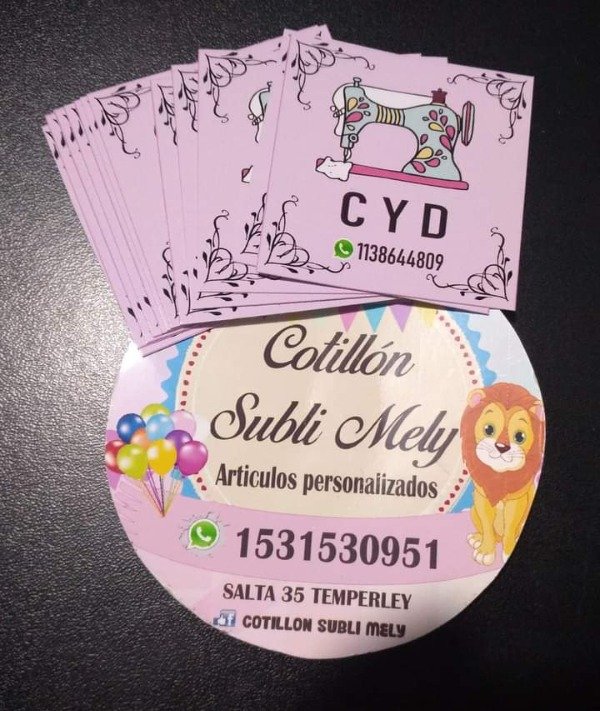 CYD
1138644809
Cotillón
Subli Mely
Articulos personalizados
1531530951
SALTA 35 TEMPERLEY
COTILLON SUBLI MELY